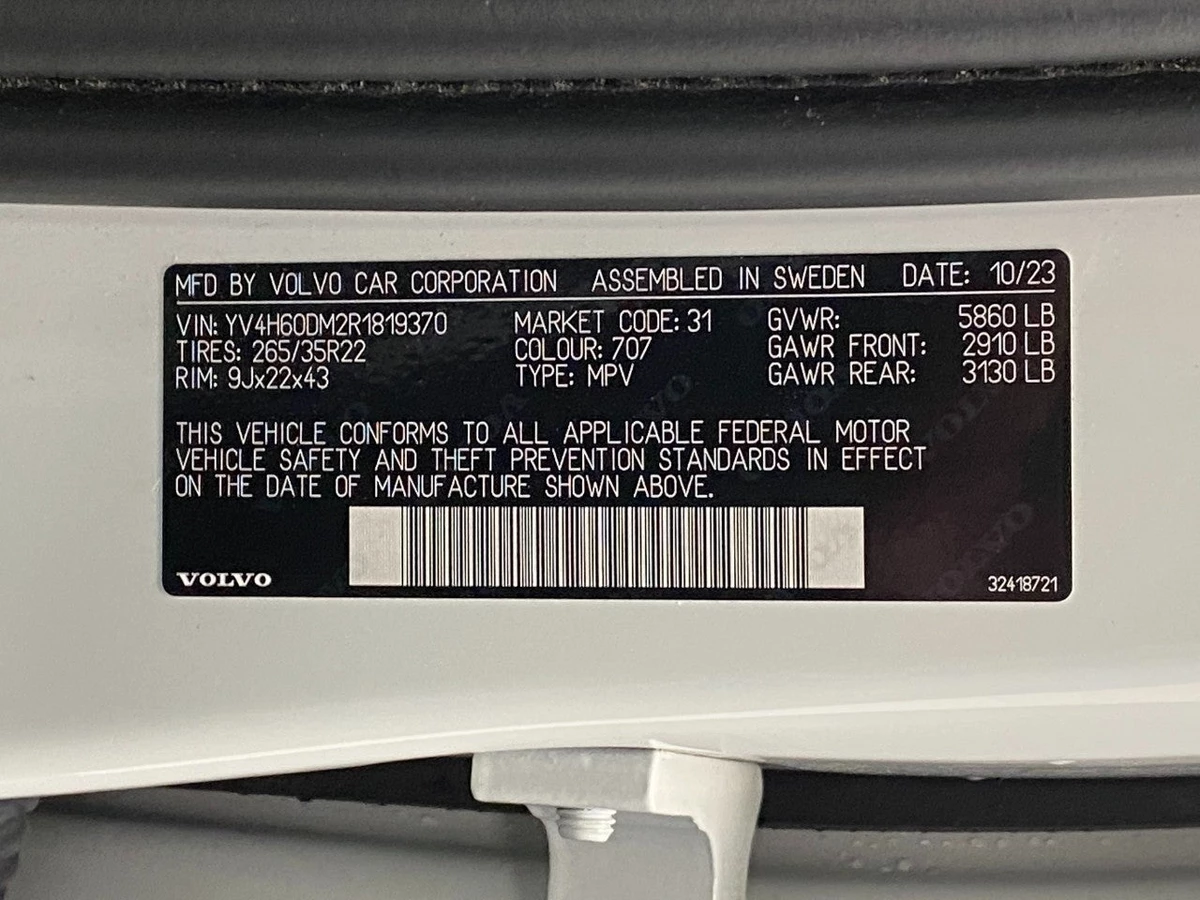 MFD BY VOLVO CAR CORPORATION ASSEMBLED IN SWEDEN DATE: 10/23
VIN: YV4H60DM2R1819370 MARKET CODE: 31 GVWR: 5860 LB
TIRES: 265/35R22 COLOUR: 707 GAWR FRONT: 2910 LB
RIM: 9Jx22x43 TYPE: MPV GAWR REAR: 3130 LB
THIS VEHICLE CONFORMS TO ALL APPLICABLE FEDERAL MOTOR
VEHICLE SAFETY AND THEFT PREVENTION STANDARDS IN EFFECT
ON THE DATE OF MANUFACTURE SHOWN ABOVE.
VOLVO 32418721